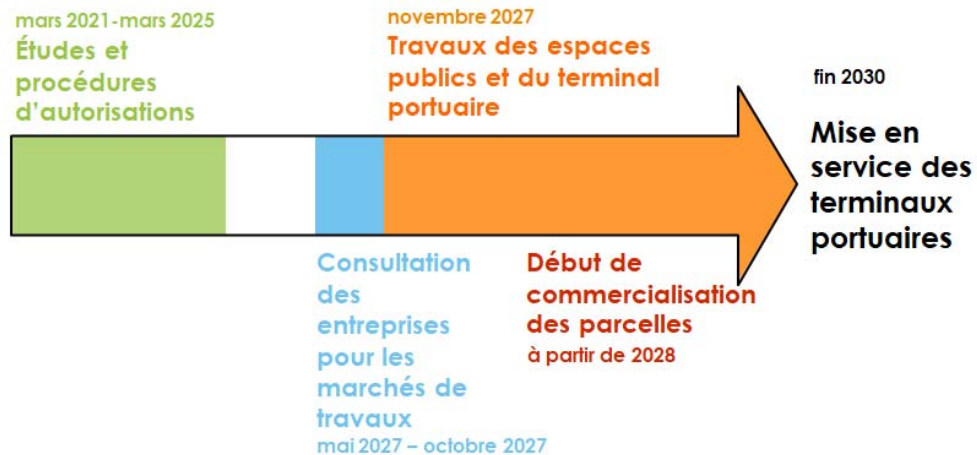 mars 2021-mars 2025
Études et
procédures
d'autorisations
novembre 2027
Travaux des espaces
publics et du terminal
portuaire
fin 2030
Mise en
service des
terminaux
portuaires
Consultation
des
entreprises
pour les
marchés de
travaux
mai 2027 – octobre 2027
Début de
commercialisation
des parcelles
à partir de 2028